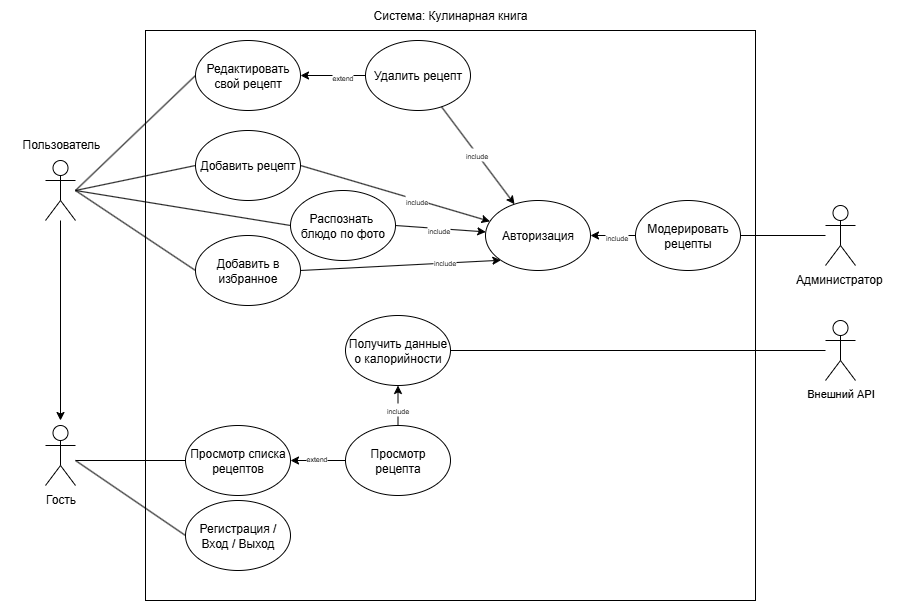 Система: Кулинарная книга
Редактировать
свой рецепт
extend
Удалить рецепт
Пользователь
include
Добавить рецепт
include
Распознать
блюдо по фото
include
Авторизация
include
Модерировать
рецепты
Добавить в
избранное
include
Администратор
Получить данные
о калорийности
Внешний API
include
Просмотр списка
рецептов
extend
Просмотр
рецепта
Гость
Регистрация /
Вход / Выход